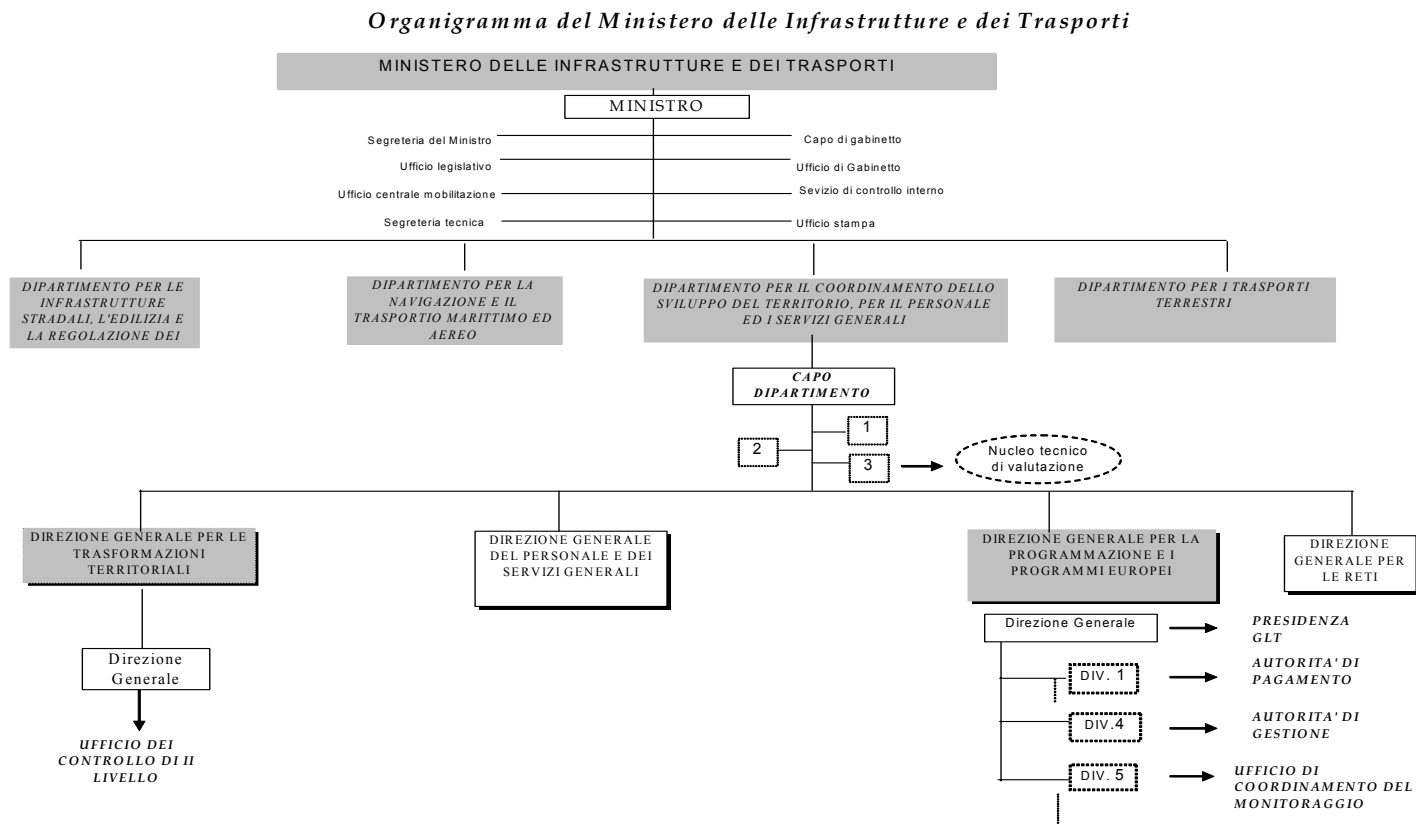 Organigramma del Ministero delle Infrastrutture e dei Trasporti
MINISTERO DELLE INFRASTRUTTURE E DEI TRASPORTI
MINISTRO
Segreteria del Ministro
Capo di gabinetto
Ufficio legislativo
Ufficio di Gabinetto
Ufficio centrale mobilitazione
Sevizio di controllo interno
Segreteria tecnica
Ufficio stampa
DIPARTIMENTO PER LE
INFRASTRUTTURE
STRADALI, L'EDILIZIA E
LA REGOLAZIONE DEI
DIPARTIMENTO PER LA
NAVIGAZIONE E IL
TRASPORTIO MARITTIMO ED
AEREO
DIPARTIMENTO PER IL COORDINAMENTO DELLO
SVILUPPO DEL TERRITORIO, PER IL PERSONALE
ED I SERVIZI GENERALI
DIPARTIMENTO PER I TRASPORTI
TERRESTRI
CAPO
DIPARTIMENTO
1
2
3
Nucleo tecnico
di valutazione
DIREZIONE GENERALE PER LE
TRASFORMAZIONI
TERRITORIALI
DIREZIONE GENERALE
DEL PERSONALE E DEI
SERVIZI GENERALI
DIREZIONE GENERALE PER LA
PROGRAMMAZIONE E I
PROGRAMMI EUROPEI
DIREZIONE
GENERALE PER
LE RETI
Direzione
Generale
UFFICIO DEI
CONTROLLO DI II
LIVELLO
Direzione Generale
PRESIDENZA
GLT
DIV. 1
AUTORITA' DI
PAGAMENTO
DIV.4
AUTORITA' DI
GESTIONE
DIV. 5
UFFICIO DI
COORDINAMENTO DEL
MONITORAGGIO